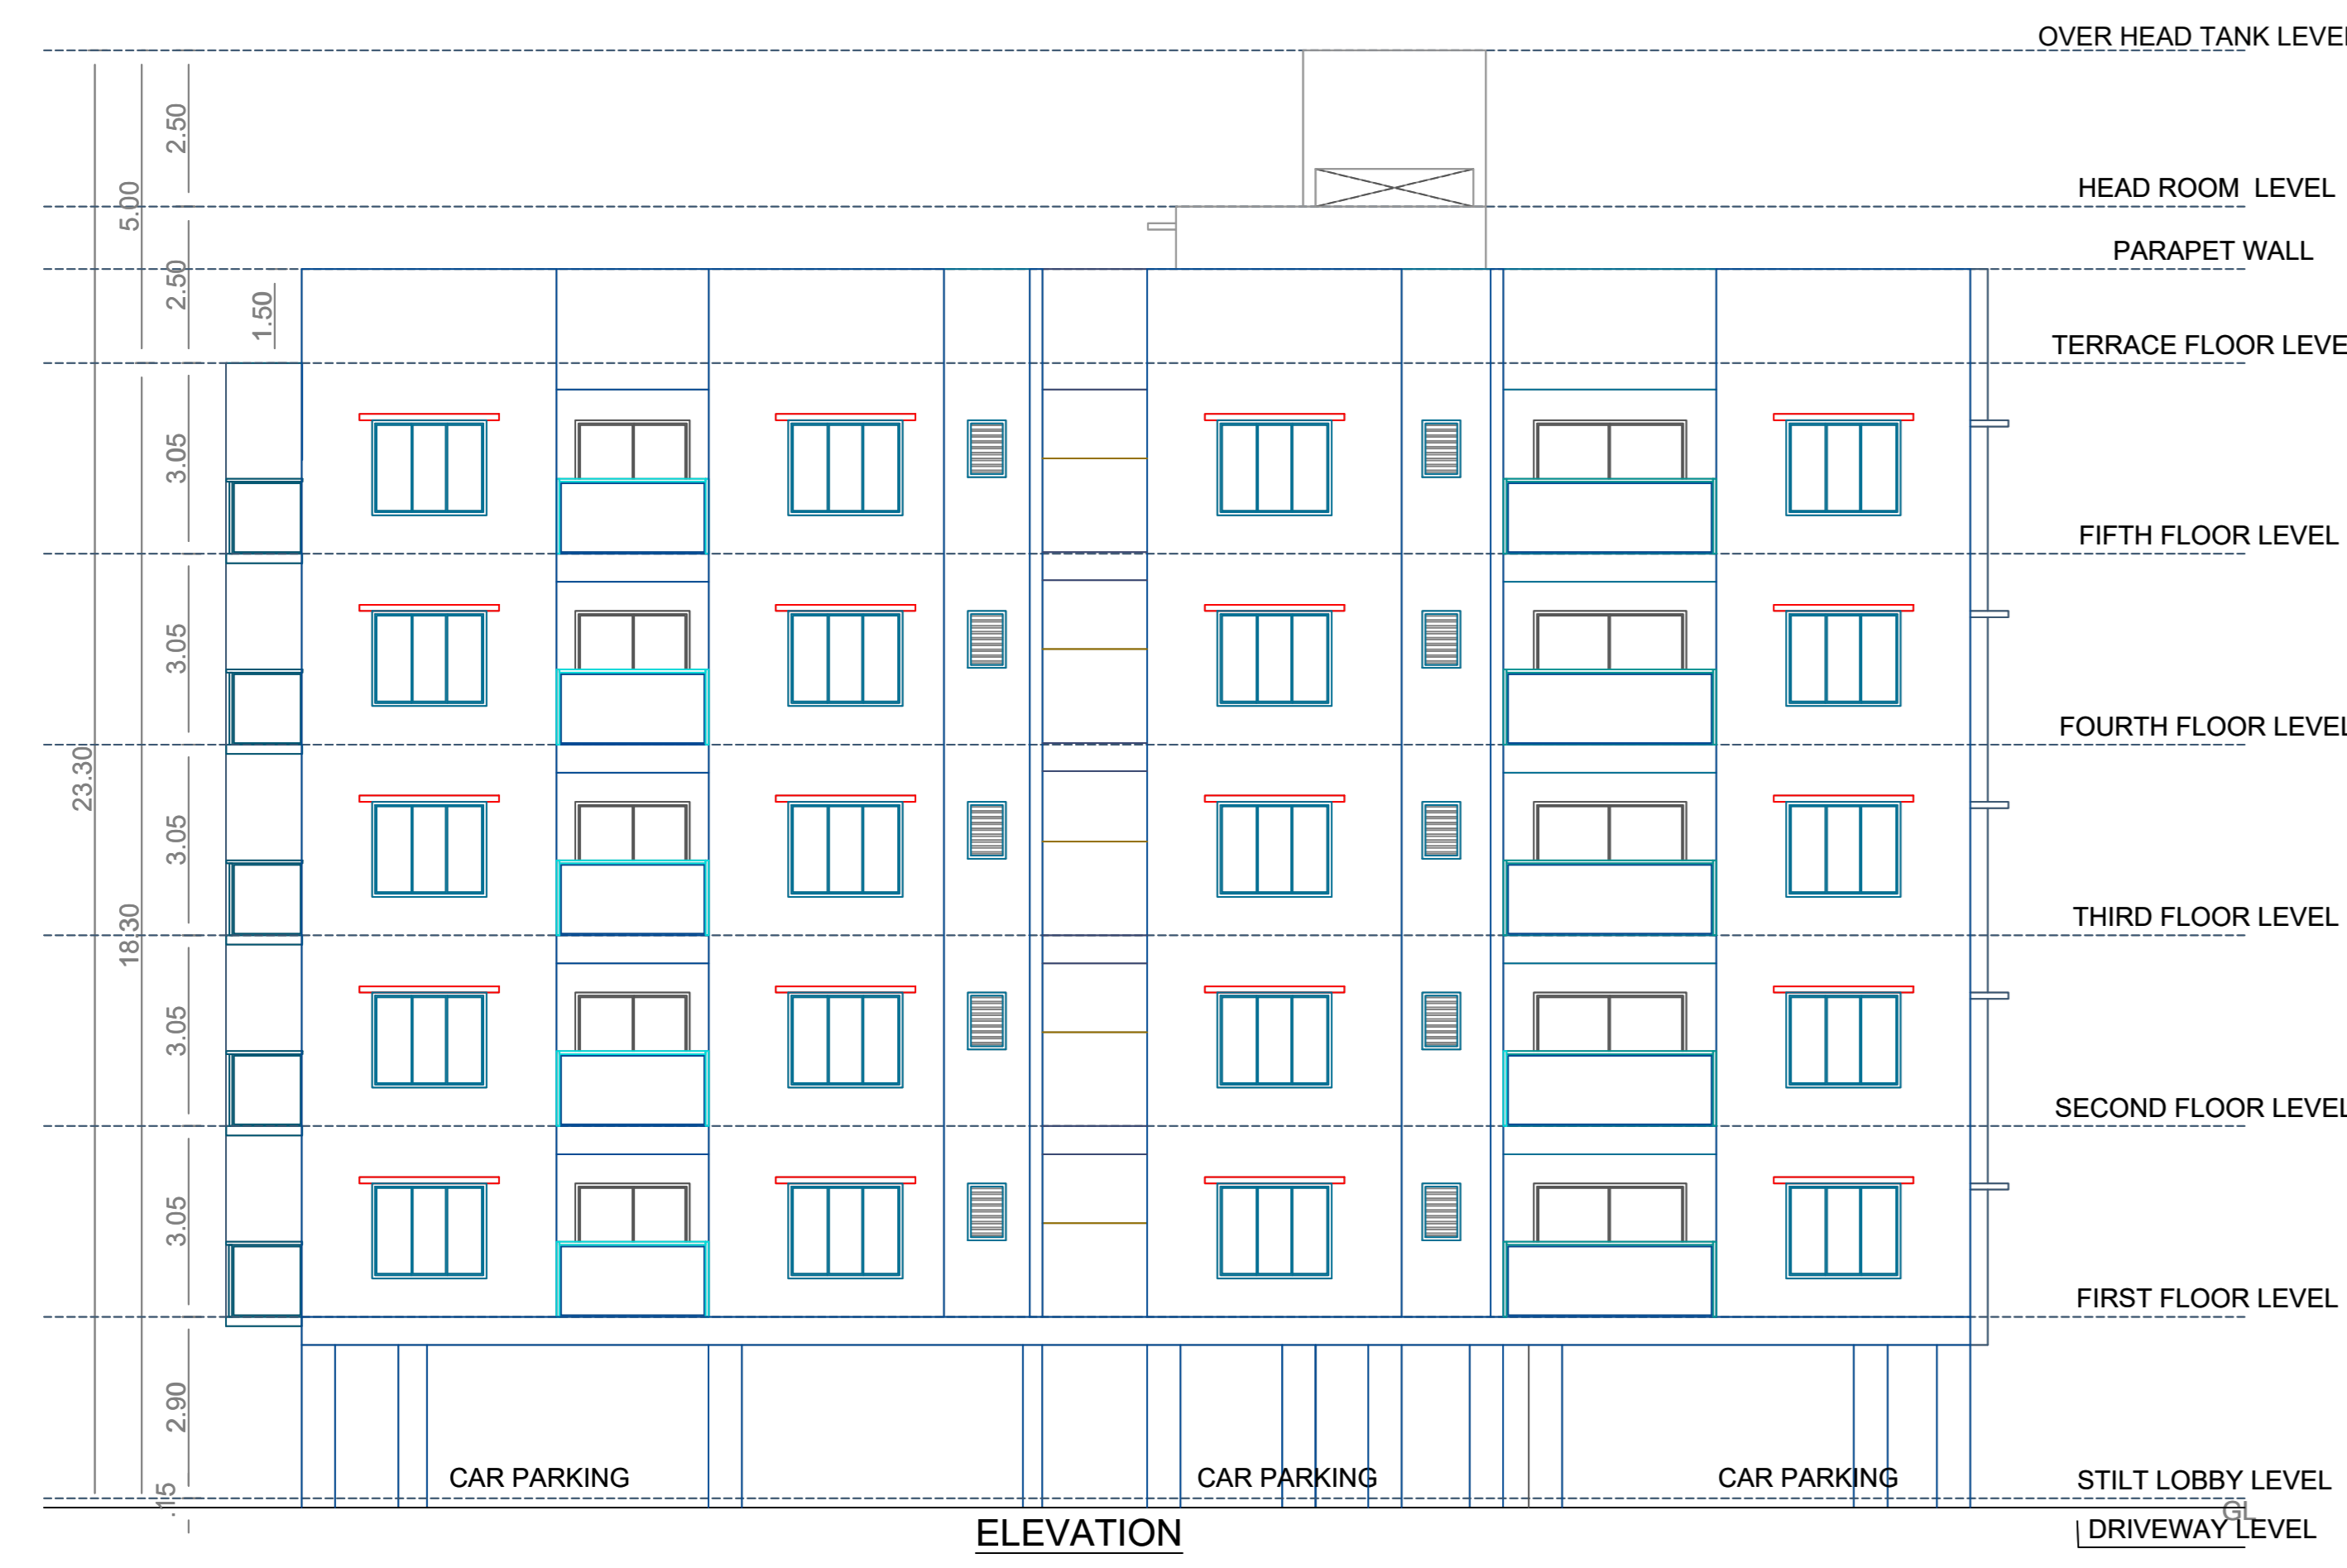 OVER HEAD TANK LEVEL
2.50
HEAD ROOM LEVEL
5.00
PARAPET WALL
2.50
1.50
TERRACE FLOOR LEVE
3.05
FIFTH FLOOR LEVEL
3.05
FOURTH FLOOR LEVEL
23.30
3.05
THIRD FLOOR LEVEL
18.30
3.05
SECOND FLOOR LEVEL
3.05
FIRST FLOOR LEVEL
2.90
CAR PARKING CAR PARKING CAR PARKING
STILT LOBBY LEVEL
.15
GL
ELEVATION
DRIVEWAY LEVEL